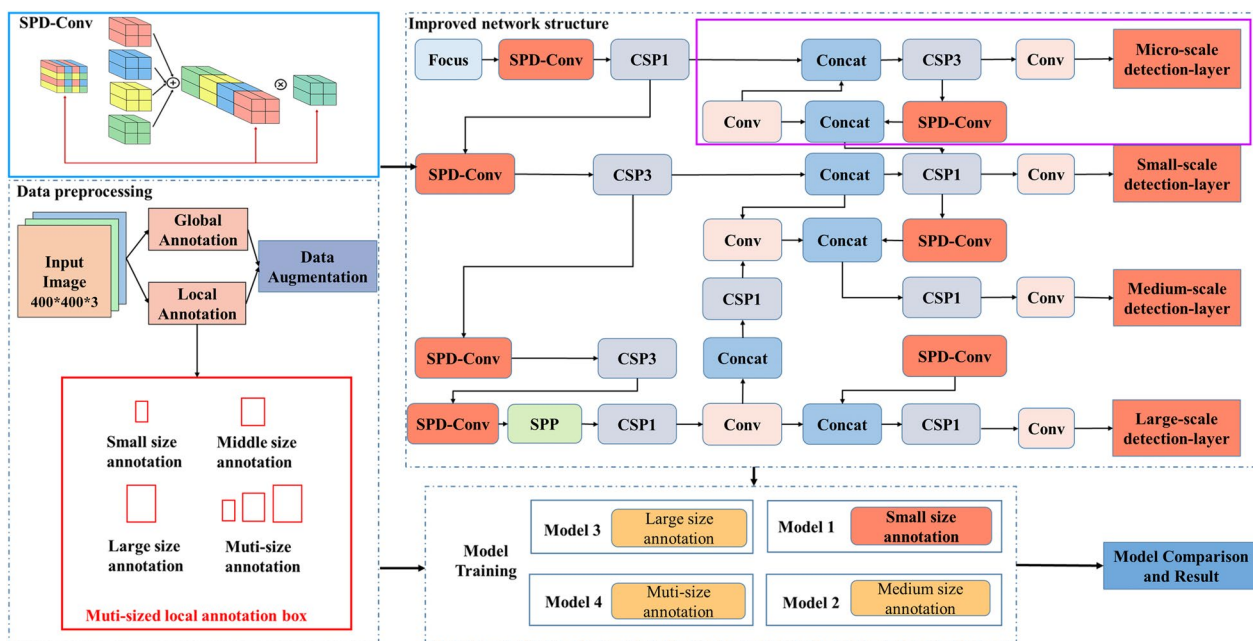 SPD-Conv
Data preprocessing
Input
Image
400*400*3
Global
Annotation
Local
Annotation
Data
Augmentation
Small size
annotation
Middle size
annotation
Large size
annotation
Muti-size
annotation
Muti-sized local annotation box
Improved network structure
Focus
SPD-Conv
CSP1
Concat
CSP3
Conv
Micro-scale
detection-layer
Conv
Concat
SPD-Conv
SPD-Conv
CSP3
Concat
CSP1
Conv
Small-scale
detection-layer
Conv
Concat
SPD-Conv
CSP1
CSP1
Conv
Medium-scale
detection-layer
SPD-Conv
CSP3
Concat
SPD-Conv
SPD-Conv
SPP
CSP1
Conv
Concat
CSP1
Conv
Large-scale
detection-layer
Model
Training
Model 3
Large size
annotation
Model 1
Small size
annotation
Model 4
Muti-size
annotation
Model 2
Medium size
annotation
Model Comparison
and Result